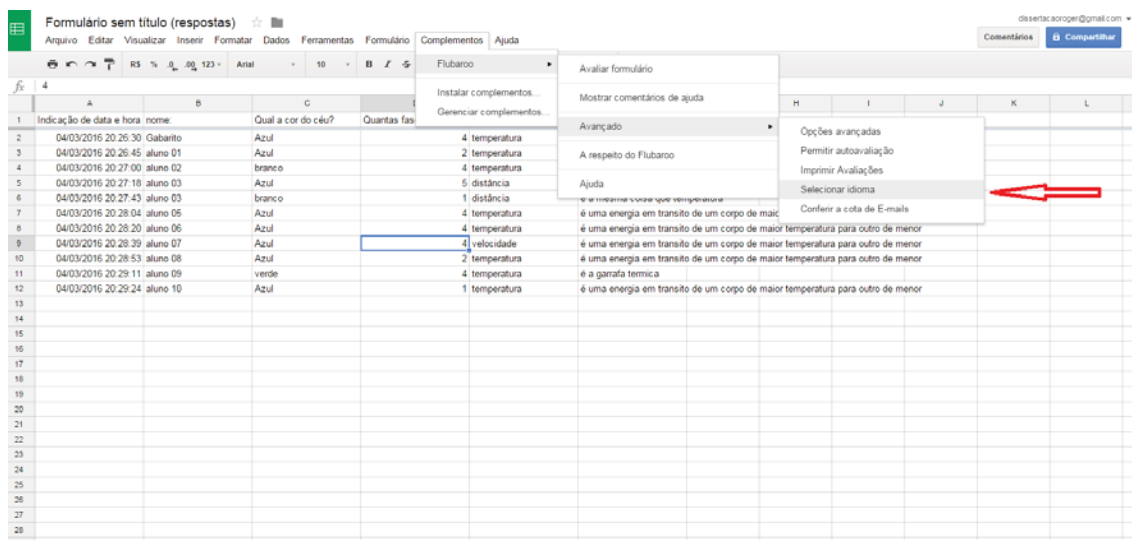 Formulário sem título (respostas)
dissertacaoroger@gmail.com
Arquivo Editar Visualizar Inserir Formatar Dados Ferramentas Formulário Complementos Ajuda
Comentários Compartilhar
R$ % .0 .00 123 Arial 10 B I S
fx 4
Flubaroo
Instalar complementos...
Gerenciar complementos...
Avaliar formulário
Mostrar comentários de ajuda
Avançado
A respeito do Flubaroo
Ajuda
Opções avançadas
Permitir autoavaliação
Imprimir Avaliações
Selecionar idioma
Conferir a cota de E-mails
A B C H I J K L
1 Indicação de data e hora nome: Qual a cor do céu? Quantas fas
2 04/03/2016 20:26:30 Gabarito Azul 4 temperatura
3 04/03/2016 20:26:45 aluno 01 Azul 2 temperatura
4 04/03/2016 20:27:00 aluno 02 branco 4 temperatura
5 04/03/2016 20:27:18 aluno 03 Azul 5 distância
6 04/03/2016 20:27:43 aluno 03 branco 1 distância é a mesma coisa que temperatura
7 04/03/2016 20:28:04 aluno 05 Azul 4 temperatura é uma energia em transito de um corpo de maio
8 04/03/2016 20:28:20 aluno 06 Azul 4 temperatura é uma energia em transito de um corpo de maior temperatura para outro de menor
9 04/03/2016 20:28:39 aluno 07 Azul 4 velocidade é uma energia em transito de um corpo de maior temperatura para outro de menor
10 04/03/2016 20:28:53 aluno 08 Azul 2 temperatura é uma energia em transito de um corpo de maior temperatura para outro de menor
11 04/03/2016 20:29:11 aluno 09 verde 4 temperatura é a garrafa termica
12 04/03/2016 20:29:24 aluno 10 Azul 1 temperatura é uma energia em transito de um corpo de maior temperatura para outro de menor
13
14
15
16
17
18
19
20
21
22
23
24
25
26
27
28